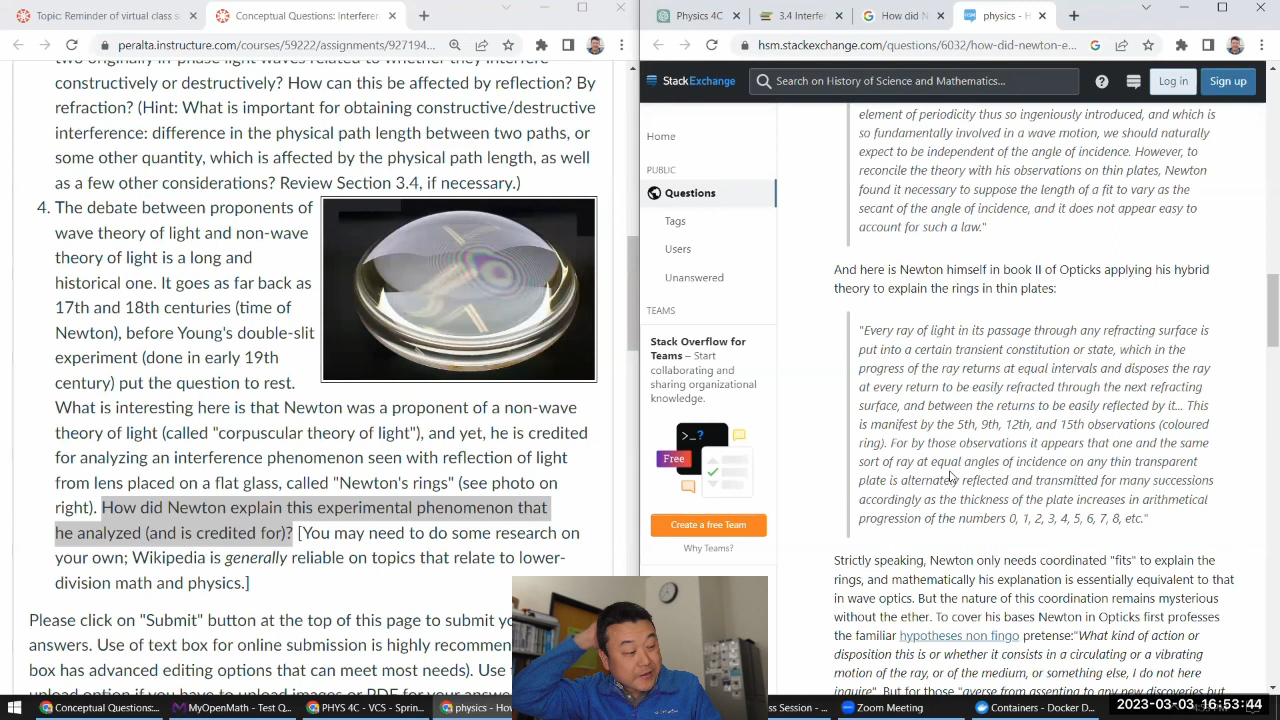 Topic: Removed (with highlight)
Conceptual Questions: Interfere
3.4 Interfe
How did N
physics - H
peralta.instructure.com/courses/59222/assignments/927194...
hsm.stackexchange.com/questions/6032/how-did-newton-e...
two originally in-phase light waves related to whether they interfere
constructively or destructively? How can this be affected by reflection? By
refraction? (Hint: What is important for obtaining constructive/destructive
interference: difference in the physical path length between two paths, or
some other quantity, which is affected by the physical path length, as well
as a few other considerations? Review Section 3.4, if necessary.)
4. The debate between proponents of
wave theory of light and non-wave
theory of light is a long and
historical one. It goes as far back as
17th and 18th centuries (time of
Newton), before Young's double-slit
experiment (done in early 19th
century) put the question to rest.
What is interesting here is that Newton was a proponent of a non-wave
theory of light (called "corpuscular theory of light"), and yet, he is credited
for analyzing an interference phenomenon seen with reflection of light
from lens placed on a flat glass, called "Newton's rings" (see photo on
right). How did Newton explain this experimental phenomenon that
he analyzed (and is credited for)? [You may need to do some research on
your own; Wikipedia is generally reliable on topics that relate to lower-
division math and physics.]
Please click on "Submit" button at the top of this page to submit yo
answers. Use of text box for online submission is highly recommen
box has advanced editing options that can meet most needs). Use
upload option if you have to upload images or PDF for your answe
StackExchange
Search on History of Science and Mathematics...
Log in
Sign up
Home
PUBLIC
Questions
Tags
Users
Unanswered
TEAMS
Stack Overflow for
Teams – Start
collaborating and
sharing organizational
knowledge.
Free
Create a free Team
Why Teams?
element of periodicity thus so ingeniously introduced, and which is
so fundamentally involved in a wave motion, we should naturally
expect to be independent of the angle of incidence. However, to
reconcile the theory with his observations on thin plates, Newton
found it necessary to suppose the length of a fit to vary as the
secant of the angle of incidence, and it does not appear easy to
account for such a law."
And here is Newton himself in book II of Opticks applying his hybrid
theory to explain the rings in thin plates:
"Every ray of light in its passage through any refracting surface is
put into a certain transient constitution or state, which in the
progress of the ray returns at equal intervals and disposes the ray
at every return to be easily refracted through the next refracting
surface, and between the returns to be easily reflected by it... This
is manifest by the 5th, 9th, 12th, and 15th observations (coloured
ring). For by those observations it appears that one and the same
sort of ray at equal angles of incidence on any thin transparent
plate is alternately reflected and transmitted for many successions
accordingly as the thickness of the plate increases in arithmetical
progression of the numbers 0, 1, 2, 3, 4, 5, 6, 7, 8, etc."
Strictly speaking, Newton only needs coordinated "fits" to explain the
rings, and mathematically his explanation is essentially equivalent to that
in wave optics. But the nature of this coordination remains mysterious
without the ether. To cover his bases Newton in Opticks first professes
the familiar hypotheses non fingo pretense:"What kind of action or
disposition this is or whether it consists in a circulating or a vibrating
motion of the ray, or of the medium, or something else, I do not here
inquire". But for those "averse from assenting to any new discoveries but
Conceptual Questions:
MyOpenMath - Test Q...
PHYS 4C - VCS - Sprin...
physics - H
ss Session - ...
Zoom Meeting
Containers - Docker D...
2023-03-03 16:53:44